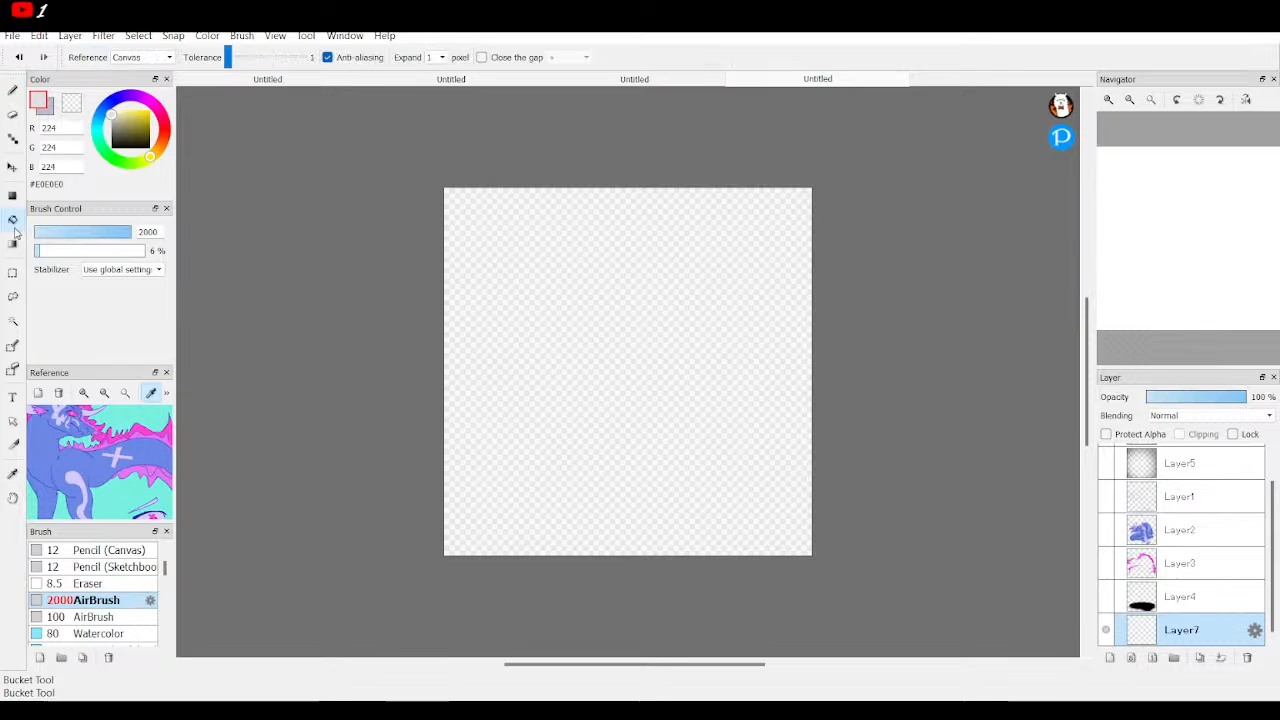 1
File Edit Layer Filter Select Snap Color Brush View Tool Window Help
Reference Canvas Tolerance 1 Anti-aliasing Expand 1 pixel Close the gap
Color
Untitled Untitled Untitled Untitled
Navigator
R 224
G 224
B 224
#E0E0E0
Brush Control
2000
6 %
Stabilizer Use global setting
Reference
Brush
12 Pencil (Canvas)
12 Pencil (Sketchboo
8.5 Eraser
2000 AirBrush
100 AirBrush
80 Watercolor
Layer
Opacity 100 %
Blending Normal
Protect Alpha Clipping Lock
Layer5
Layer1
Layer2
Layer3
Layer4
Layer7
T
Bucket Tool
Bucket Tool